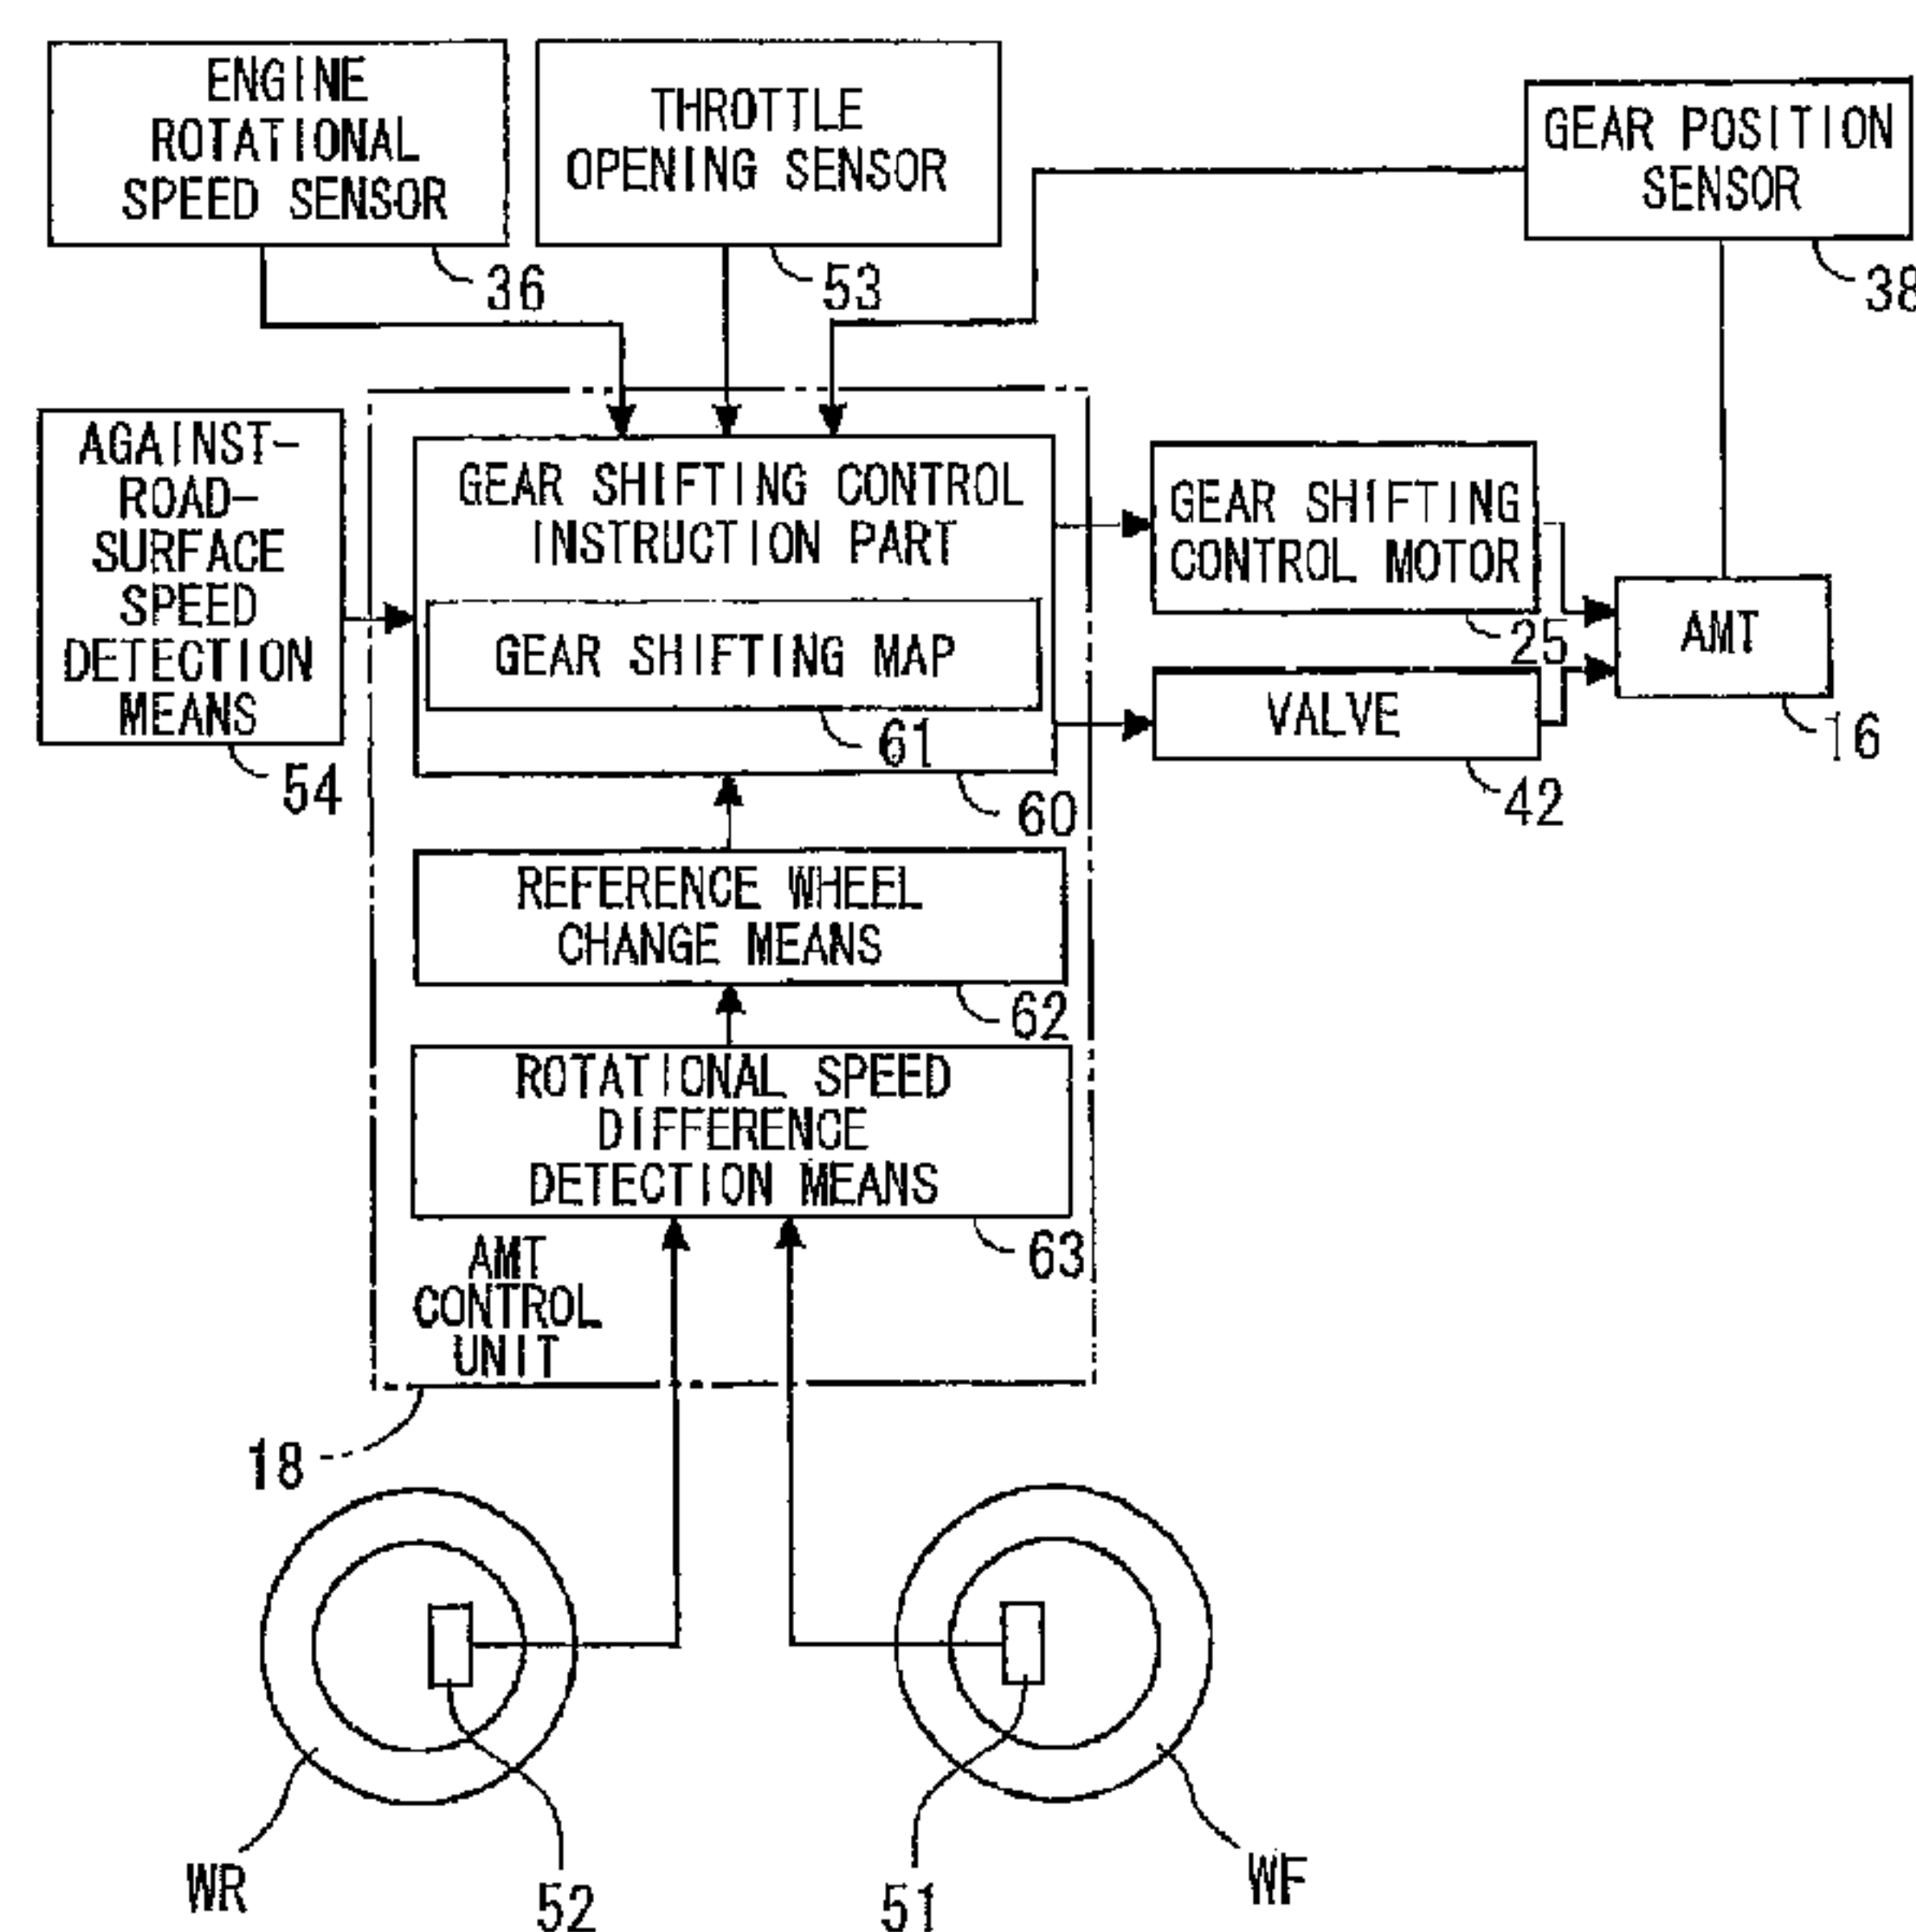 ENGINE
ROTATIONAL
SPEED SENSOR
36
THROTTLE
OPENING SENSOR
53
GEAR POSITION
SENSOR
38
AGAINST-
ROAD-
SURFACE
SPEED
DETECTION
MEANS
54
GEAR SHIFTING CONTROL
INSTRUCTION PART
GEAR SHIFTING MAP
61
60
GEAR SHIFTING
CONTROL MOTOR
25
VALVE
42
AMT
16
REFERENCE WHEEL
CHANGE MEANS
62
ROTATIONAL SPEED
DIFFERENCE
DETECTION MEANS
63
AMT
CONTROL
UNIT
18
WR
52
51
WF